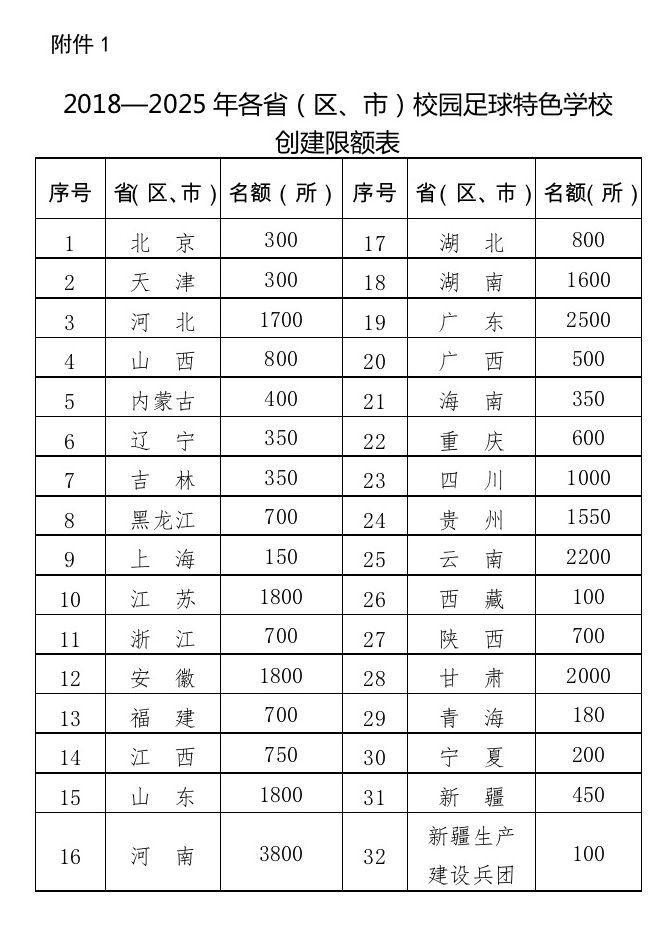 附件 1
2018—2025 年各省（区、市）校园足球特色学校
创建限额表
序号 省（区、市） 名额（所） 序号 省（区、市） 名额（所）
1 北 京 300 17 湖 北 800
2 天 津 300 18 湖 南 1600
3 河 北 1700 19 广 东 2500
4 山 西 800 20 广 西 500
5 内蒙古 400 21 海 南 350
6 辽 宁 350 22 重 庆 600
7 吉 林 350 23 四 川 1000
8 黑龙江 700 24 贵 州 1550
9 上 海 150 25 云 南 2200
10 江 苏 1800 26 西 藏 100
11 浙 江 700 27 陕 西 700
12 安 徽 1800 28 甘 肃 2000
13 福 建 700 29 青 海 180
14 江 西 750 30 宁 夏 200
15 山 东 1800 31 新 疆 450
16 河 南 3800 32 新疆生产
建设兵团 100